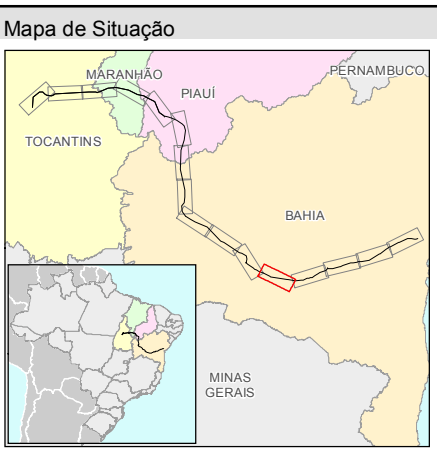 Mapa de Situação
MARANHÃO
PERNAMBUCO
PIAUÍ
TOCANTINS
BAHIA
MINAS
GERAIS